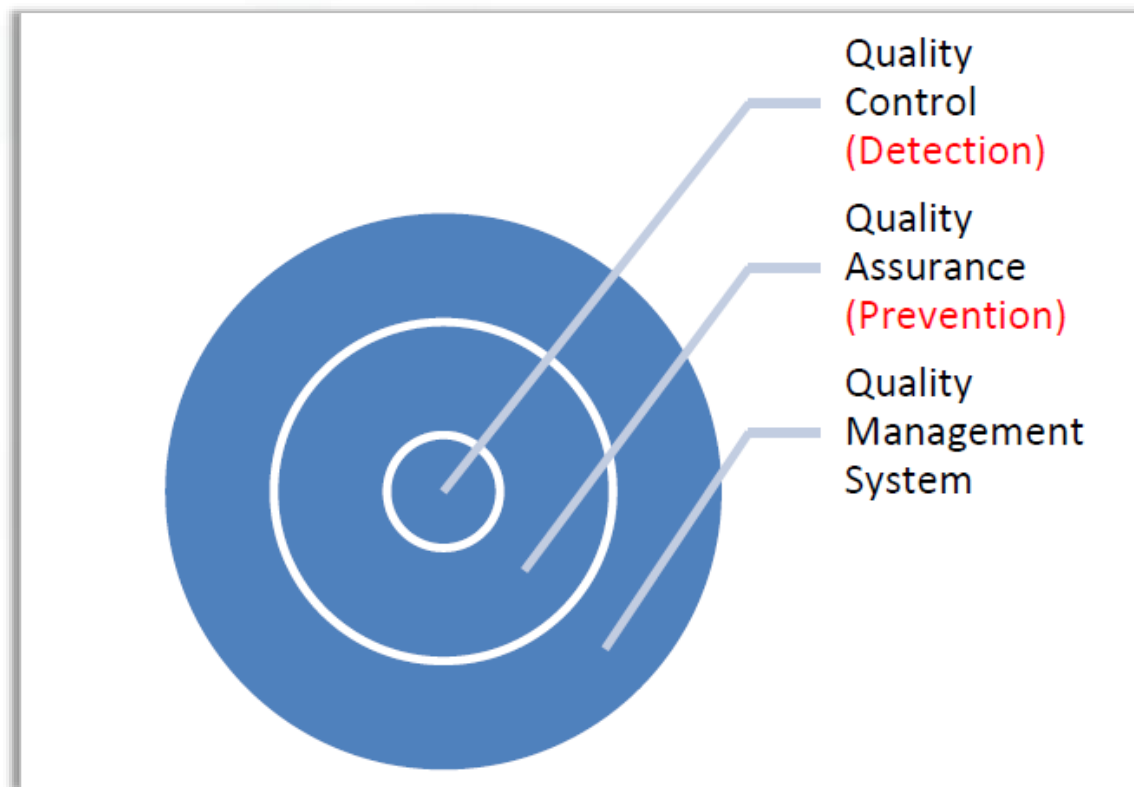 Quality
Control
(Detection)
Quality
Assurance
(Prevention)
Quality
Management
System